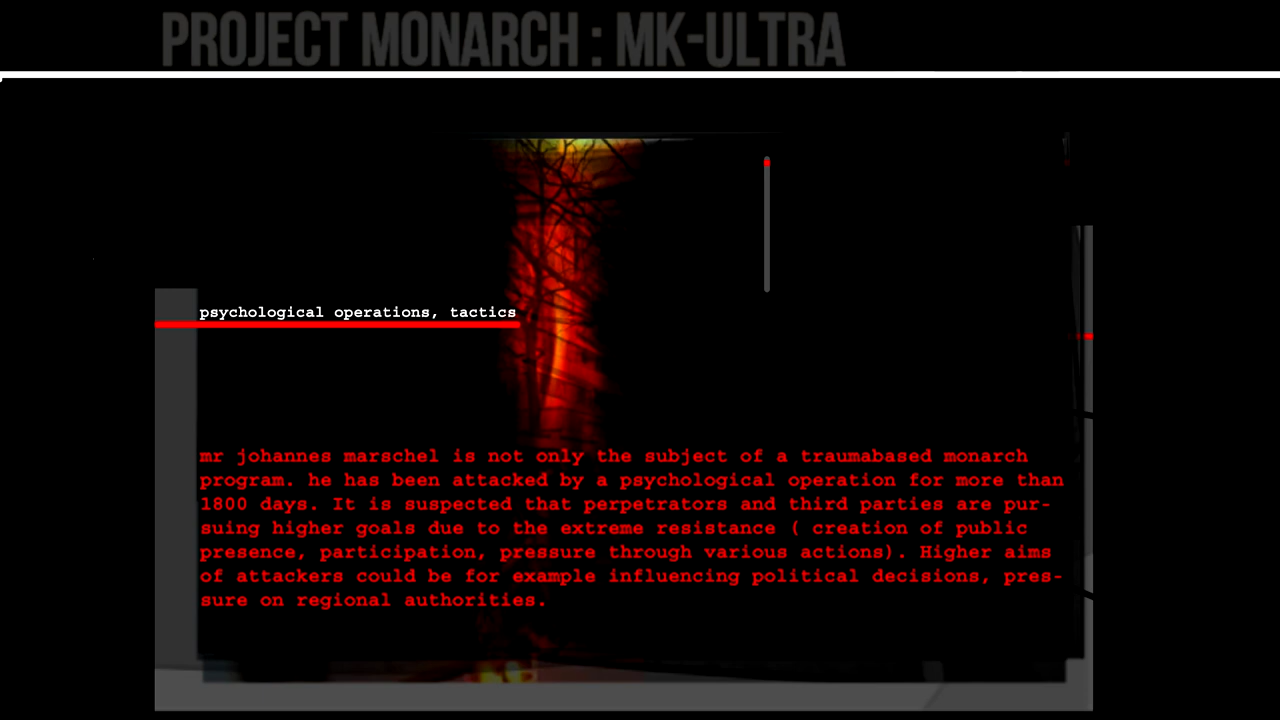 PROJECT MONARCH : MK-ULTRA
psychological operations, tactics
mr johannes marschel is not only the subject of a traumabased monarch
program. he has been attacked by a psychological operation for more than
1800 days. It is suspected that perpetrators and third parties are pur-
suing higher goals due to the extreme resistance ( creation of public
presence, participation, pressure through various actions). Higher aims
of attackers could be for example influencing political decisions, pres-
sure on regional authorities.